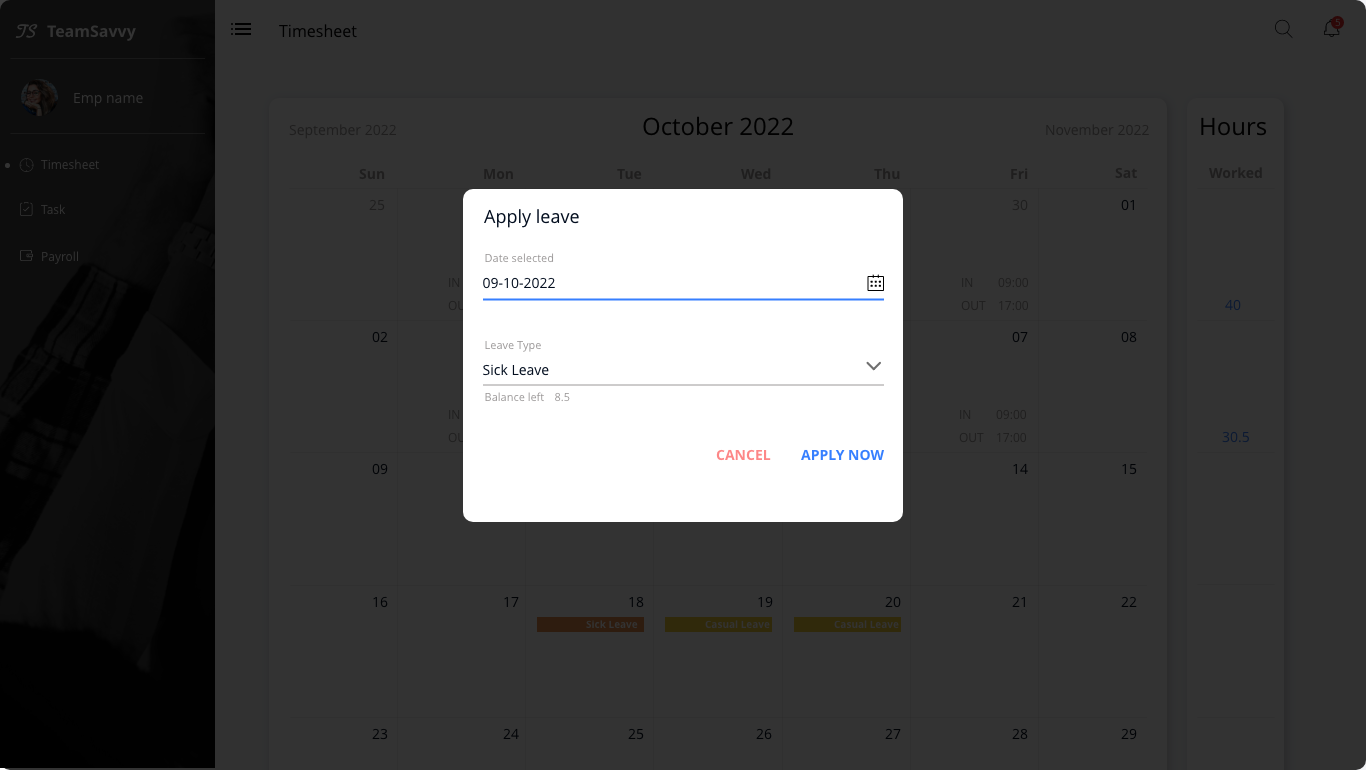 TS TeamSavvy
Timesheet
5
Emp name
Timesheet
Task
Payroll
September 2022
October 2022
November 2022
Hours
Sun Mon Tue Wed Thu Fri Sat
Worked
25 30 01
IN IN 09:00
OUT 17:00
40
02 07 08
IN IN 09:00
OUT 17:00
30.5
09 14 15
16 17 18 19 20 21 22
Sick Leave Casual Leave Casual Leave
23 24 25 26 27 28 29
Apply leave
Date selected
09-10-2022
Leave Type
Sick Leave
Balance left 8.5
CANCEL APPLY NOW